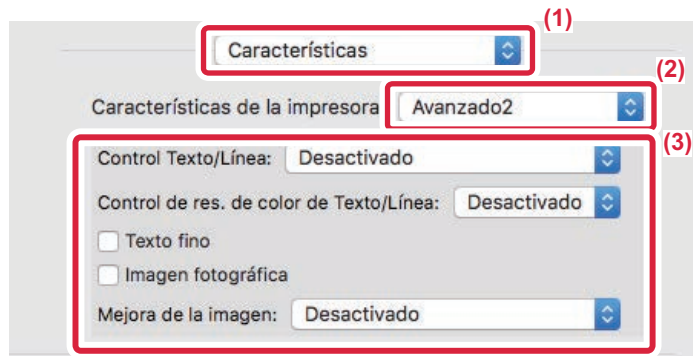 (1)
Características
(2)
Características de la impresora Avanzado2
(3)
Control Texto/Línea: Desactivado
Control de res. de color de Texto/Línea: Desactivado
Texto fino
Imagen fotográfica
Mejora de la imagen: Desactivado